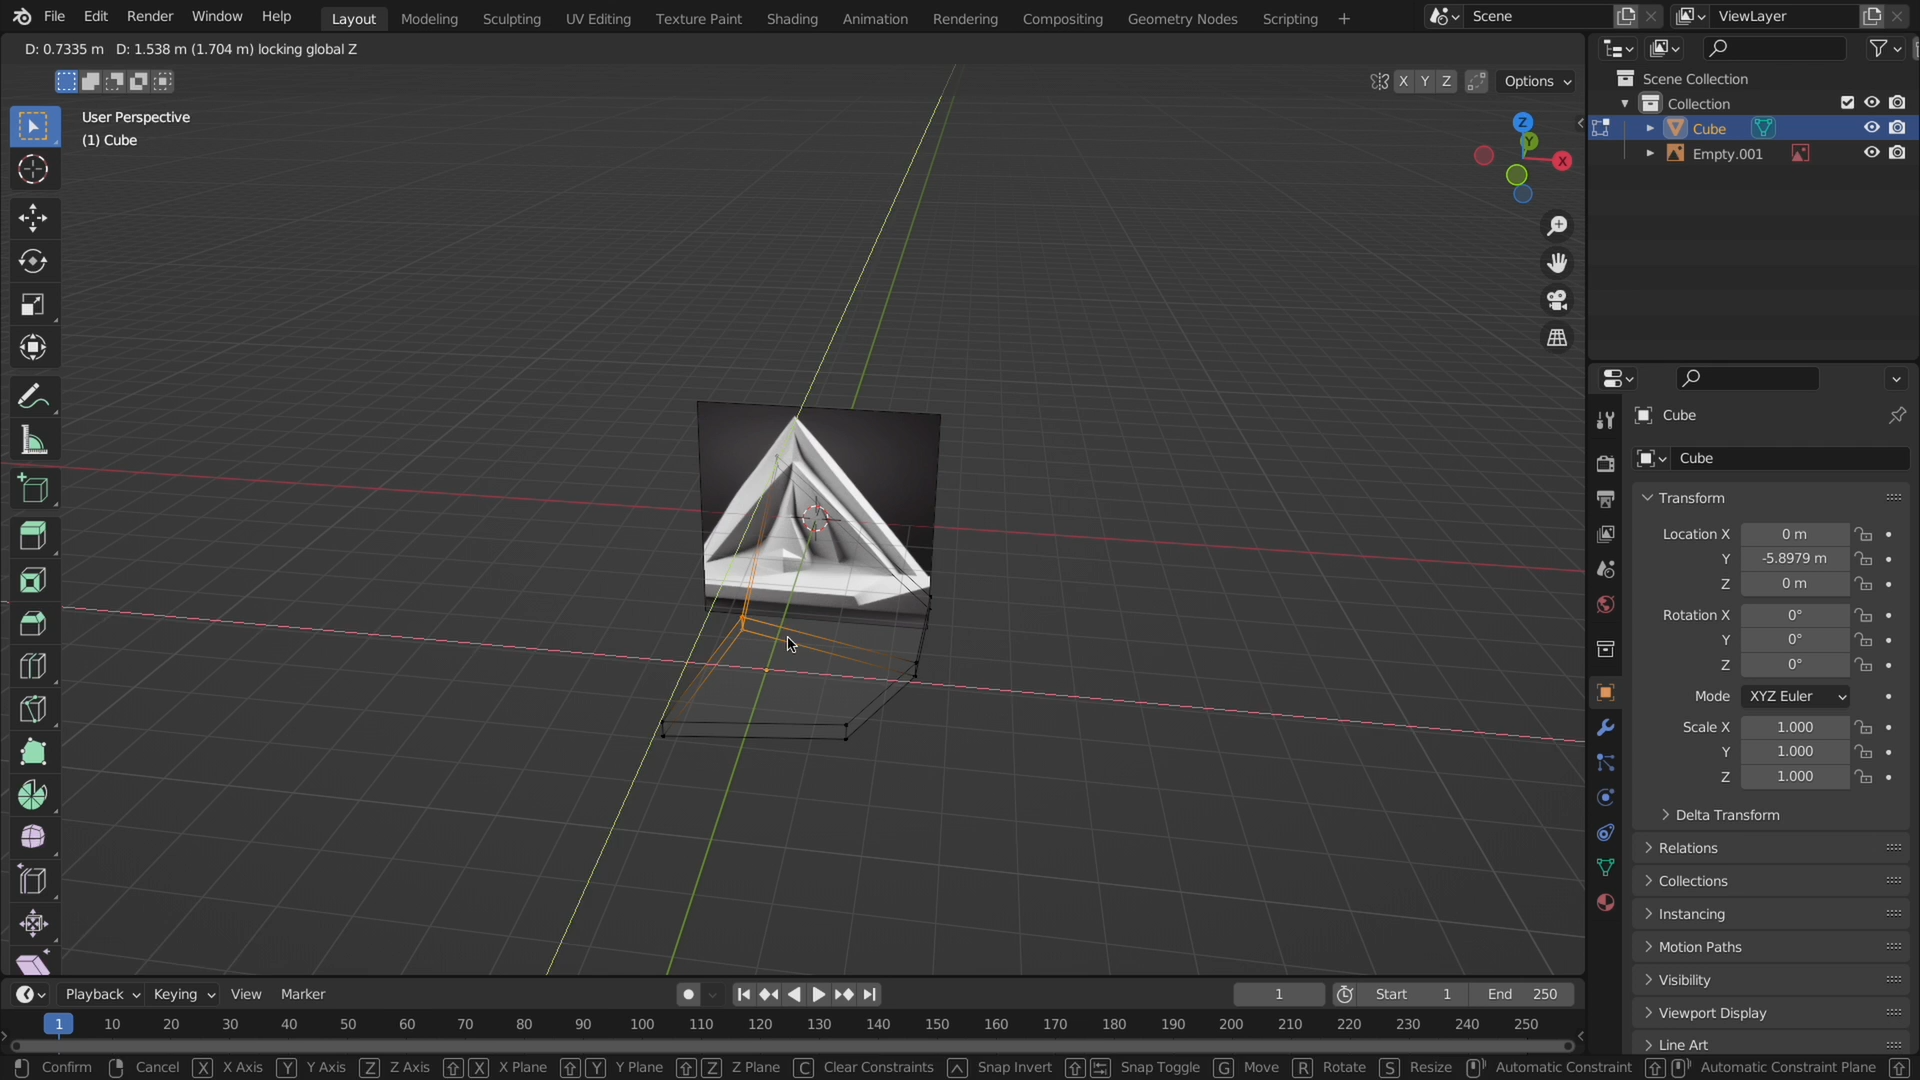 File Edit Render Window Help Layout Modeling Sculpting UV Editing Texture Paint Shading Animation Rendering Compositing Geometry Nodes Scripting + Scene ViewLayer
D: 0.7335 m D: 1.538 m (1.704 m) locking global Z
X Y Z Options
User Perspective
(1) Cube
Z
Y
X
Scene Collection
Collection
Cube
Empty.001
Cube
Cube
Transform
Location X 0 m
Y -5.8979 m
Z 0 m
Rotation X 0°
Y 0°
Z 0°
Mode XYZ Euler
Scale X 1.000
Y 1.000
Z 1.000
Delta Transform
Relations
Collections
Instancing
Motion Paths
Visibility
Viewport Display
Line Art
Playback Keying View Marker 1 Start 1 End 250
1 10 20 30 40 50 60 70 80 90 100 110 120 130 140 150 160 170 180 190 200 210 220 230 240 250
Confirm Cancel X X Axis Y Y Axis Z Z Axis X X Plane Y Y Plane Z Z Plane C Clear Constraints Snap Invert Snap Toggle G Move R Rotate S Resize Automatic Constraint Automatic Constraint Plane